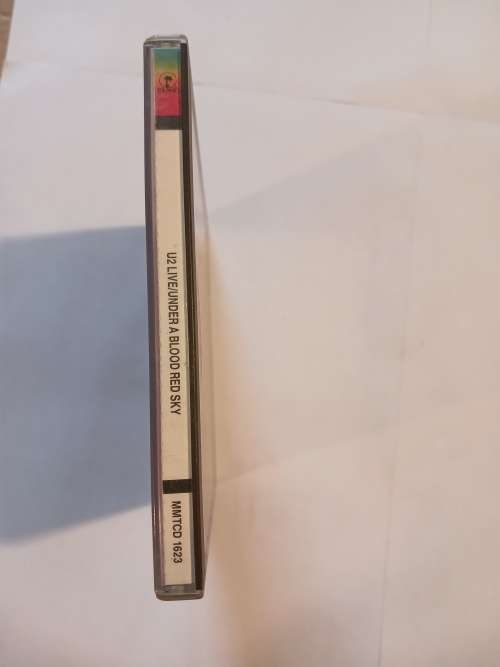 U2 LIVE/UNDER A BLOOD RED SKY
MMTCD 1623